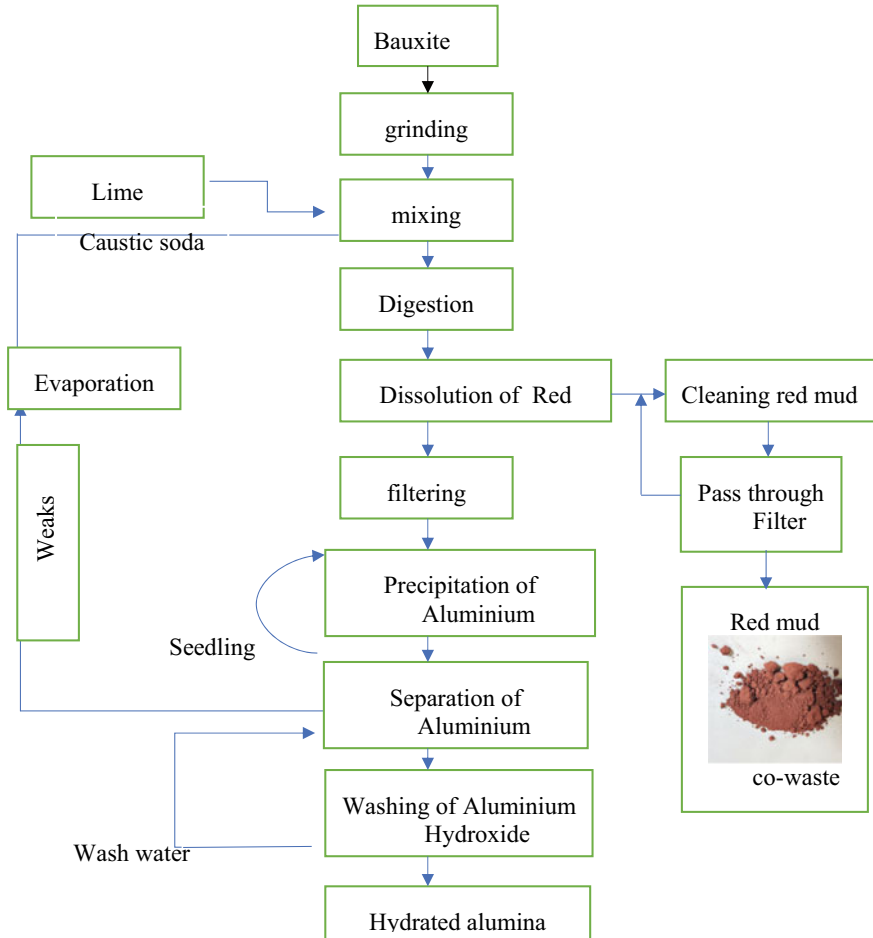 Bauxite
grinding
Lime
mixing
Caustic soda
Digestion
Evaporation
Dissolution of Red
Cleaning red mud
Weaks
filtering
Pass through
Filter
Precipitation of
Aluminium
Seedling
Red mud
co-waste
Separation of
Aluminium
Washing of Aluminium
Hydroxide
Wash water
Hydrated alumina